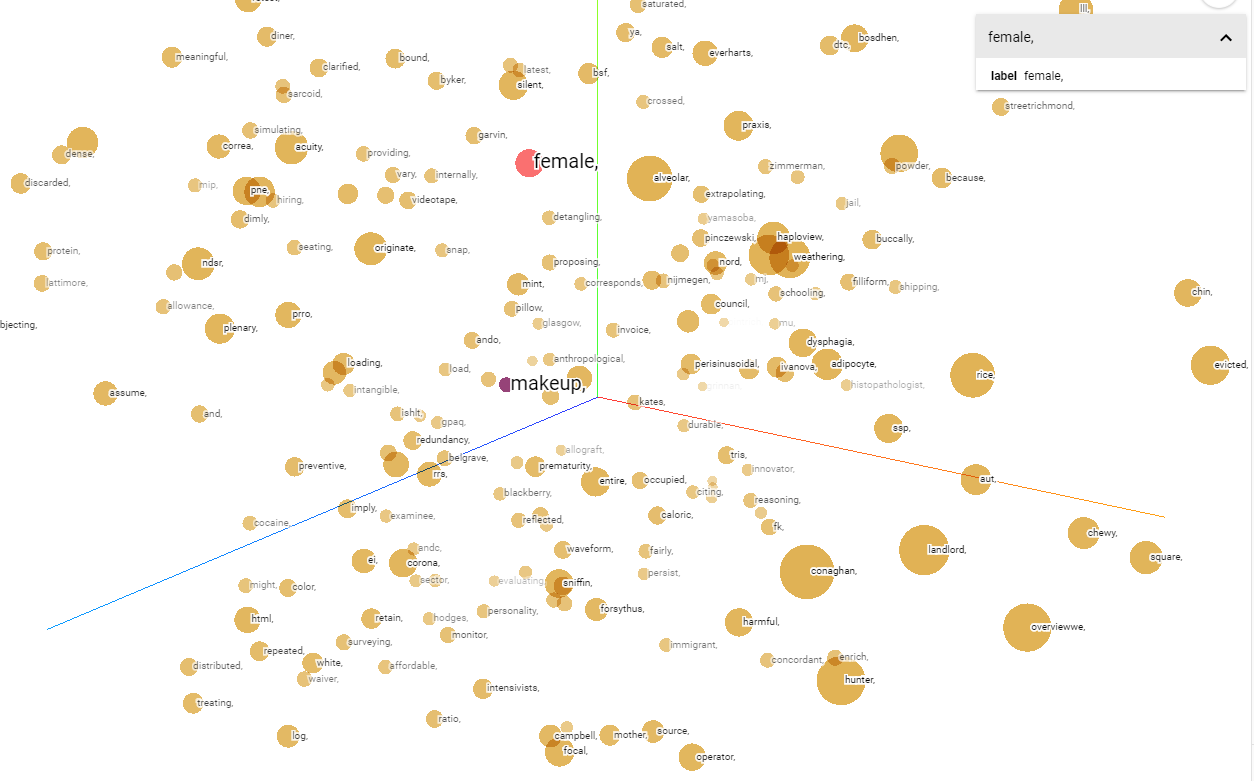 saturated,
lll,
diner,
ya,
bosdhen,
female,
salt,
dtc,
everharts,
meaningful,
bound,
clarified,
latest,
bsf,
label female,
byker,
silent,
sarcoid,
crossed,
streetrichmond,
praxis,
simulating,
garvin,
correa,
acuity,
dense,
providing,
female,
zimmerman,
powder,
vary,
internally,
alveolar,
because,
discarded,
mip,
pne,
extrapolating,
hiring,
videotape,
jail,
dimly,
detangling,
yamasoba,
pinczewski,
haploview,
buccally,
protein,
seating,
originate,
snap,
weathering,
ndsr,
proposing,
nord,
lattimore,
mint,
corresponds,
nijmegen,
mj,
filliform,
shipping,
schooling,
chin,
allowance,
pillow,
council,
prro,
bjecting,
plenary,
glasgow,
invoice,
mu,
ando,
dysphagia,
anthropological,
loading,
load,
perisinusoidal,
ivanova,
adipocyte,
evicted,
rice,
makeup,
histopathologist,
intangible,
assume,
kates,
and,
ishlt,
gpaq,
durable,
ssp,
redundancy,
allograft,
belgrave,
tris,
preventive,
prematurity,
innovator,
rrs,
entire,
occupied,
aut,
blackberry,
citing,
reasoning,
imply,
examinee,
reflected,
caloric,
cocaine,
fk,
chewy,
andc,
waveform,
fairly,
landlord,
square,
ei,
corona,
conaghan,
persist,
sector,
evaluating,
sniffin,
might,
color,
personality,
forsythus,
html,
retain,
hodges,
harmful,
overviewwe,
monitor,
surveying,
immigrant,
repeated,
enrich,
white,
concordant,
distributed,
affordable,
waiver,
hunter,
intensivists,
treating,
ratio,
log,
campbell,
mother,
source,
focal,
operator,